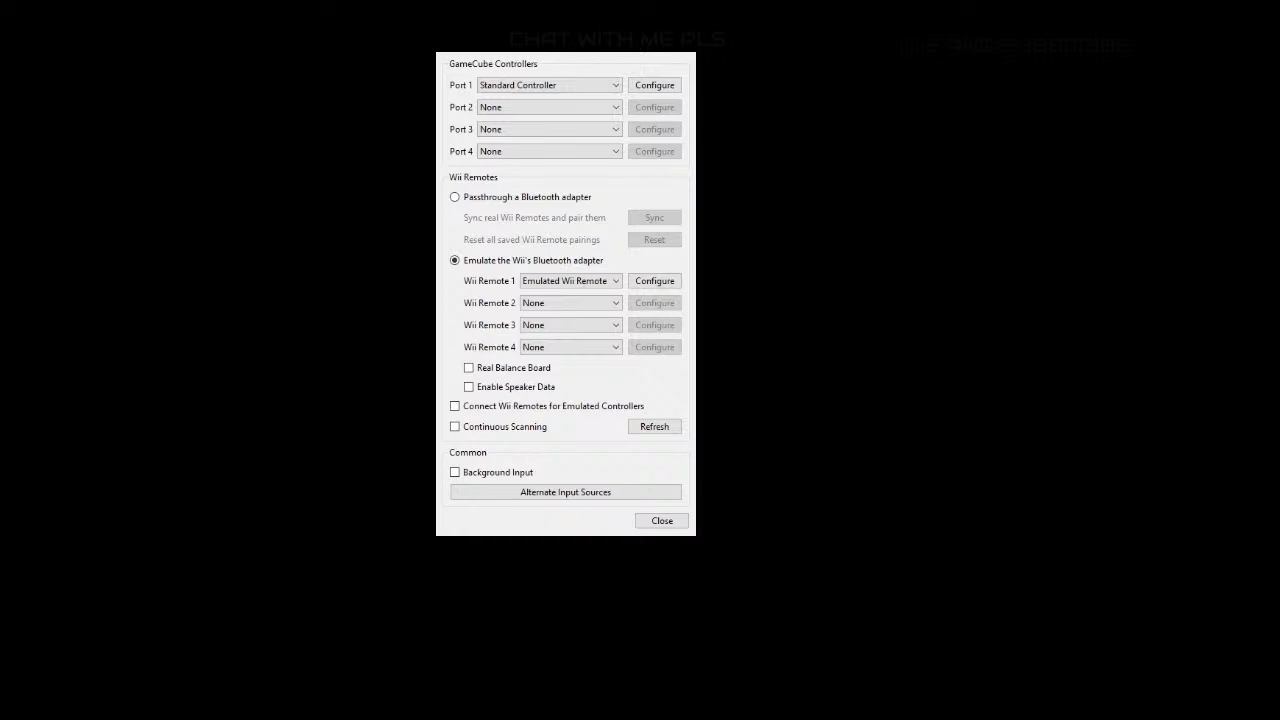 CHAT WITH ME PLS
GameCube Controllers
Port 1 Standard Controller Configure
Port 2 None Configure
Port 3 None Configure
Port 4 None Configure
Wii Remotes
Passthrough a Bluetooth adapter
Sync real Wii Remotes and pair them Sync
Reset all saved Wii Remote pairings Reset
Emulate the Wii's Bluetooth adapter
Wii Remote 1 Emulated Wii Remote Configure
Wii Remote 2 None Configure
Wii Remote 3 None Configure
Wii Remote 4 None Configure
Real Balance Board
Enable Speaker Data
Connect Wii Remotes for Emulated Controllers
Continuous Scanning Refresh
Common
Background Input
Alternate Input Sources
Close